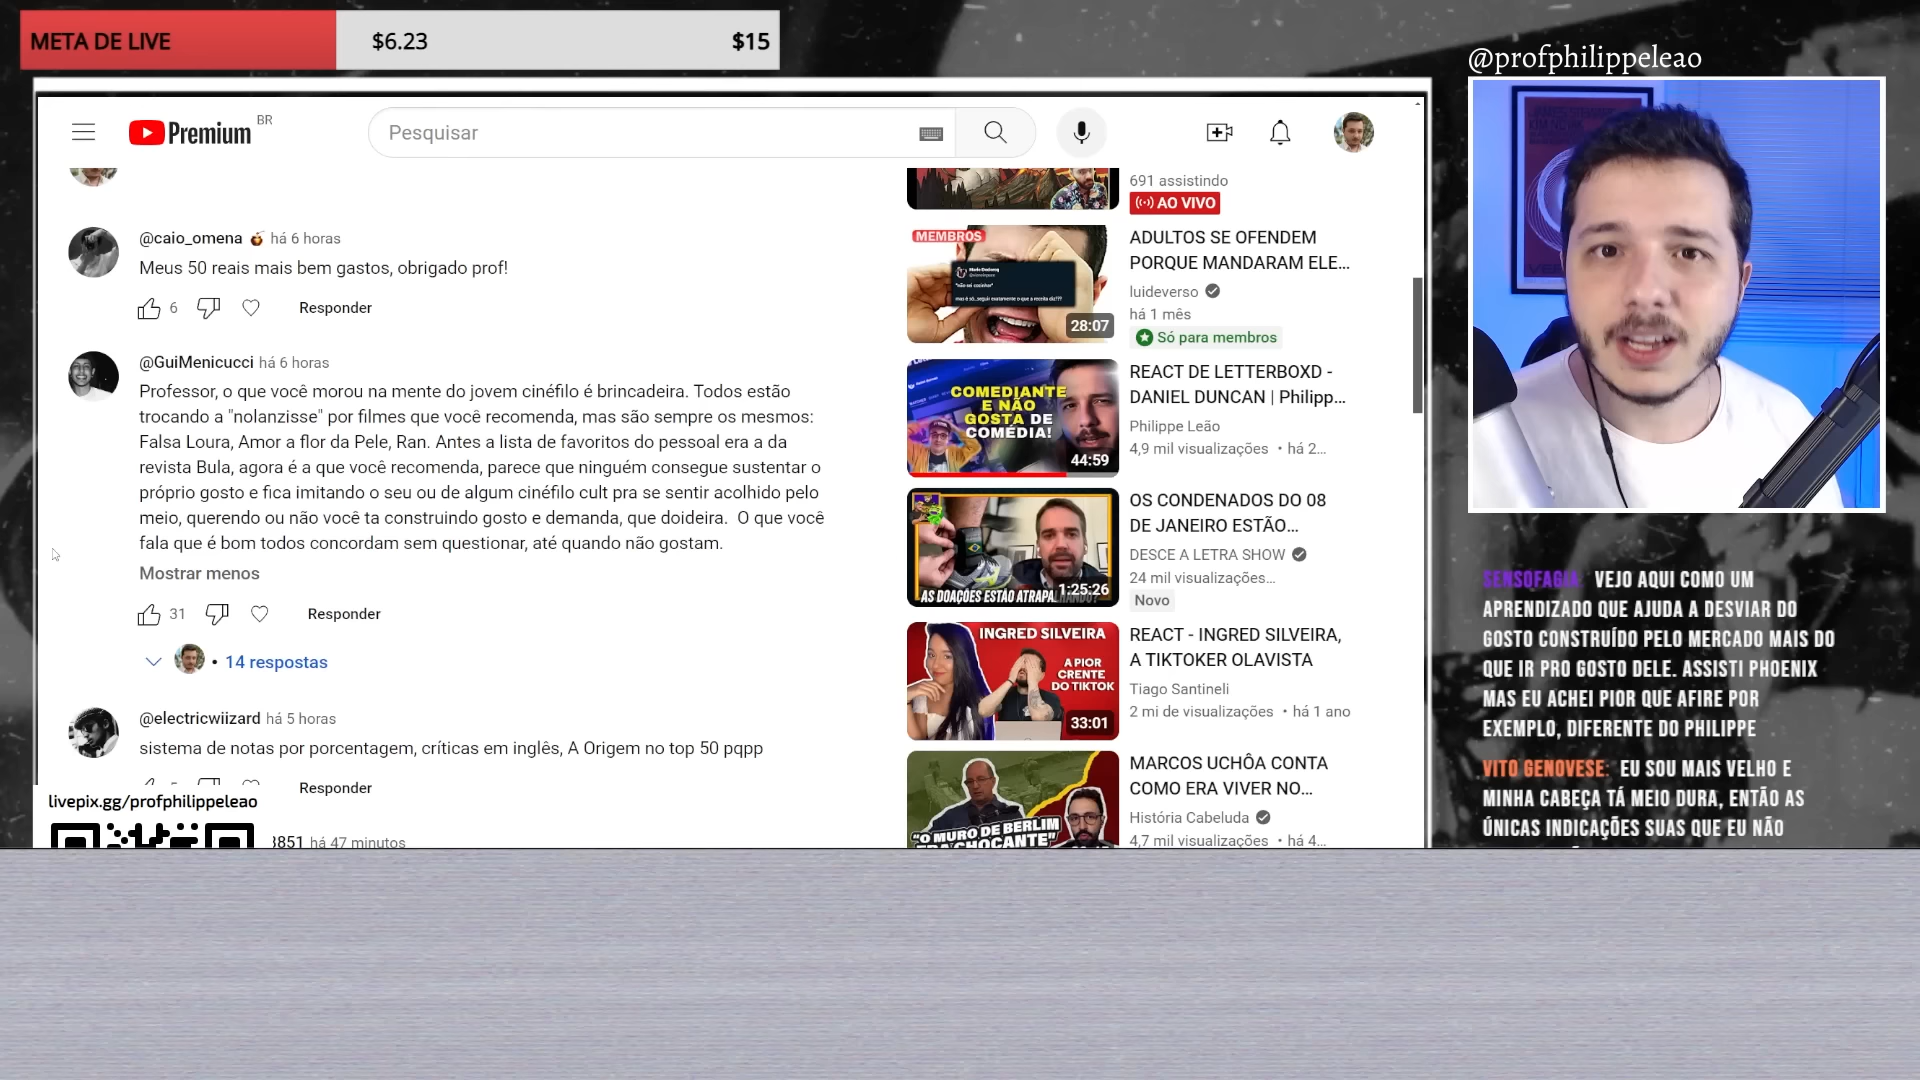 META DE LIVE
$6.23
$15
@profphilippeleao
Premium
BR
Pesquisar
@caio_omena há 6 horas
Meus 50 reais mais bem gastos, obrigado prof!
6
Responder
@GuiMenicucci há 6 horas
Professor, o que você morou na mente do jovem cinéfilo é brincadeira. Todos estão
trocando a "nolanzisse" por filmes que você recomenda, mas são sempre os mesmos:
Falsa Loura, Amor a flor da Pele, Ran. Antes a lista de favoritos do pessoal era a da
revista Bula, agora é a que você recomenda, parece que ninguém consegue sustentar o
próprio gosto e fica imitando o seu ou de algum cinéfilo cult pra se sentir acolhido pelo
meio, querendo ou não você ta construindo gosto e demanda, que doideira. O que você
fala que é bom todos concordam sem questionar, até quando não gostam.
Mostrar menos
31
Responder
• 14 respostas
@electricwiizard há 5 horas
sistema de notas por porcentagem, críticas em inglês, A Origem no top 50 pqpp
Responder
livepix.gg/profphilippeleao
3851 há 47 minutos
691 assistindo
AO VIVO
MEMBROS
28:07
ADULTOS SE OFENDEM
PORQUE MANDARAM ELE...
luideverso
há 1 mês
Só para membros
COMEDIANTE
E NÃO
GOSTA DE
COMÉDIA!
44:59
REACT DE LETTERBOXD -
DANIEL DUNCAN | Philipp...
Philippe Leão
4,9 mil visualizações • há 2...
AS DOAÇÕES ESTÃO
1:25:26
OS CONDENADOS DO 08
DE JANEIRO ESTÃO...
DESCE A LETRA SHOW
24 mil visualizações...
Novo
INGRED SILVEIRA
A PIOR
CRENTE
DO TIKTOK
33:01
REACT - INGRED SILVEIRA,
A TIKTOKER OLAVISTA
Tiago Santineli
2 mi de visualizações • há 1 ano
"O MURO DE BERLIM
ERA CHOCANTE"
MARCOS UCHÔA CONTA
COMO ERA VIVER NO...
História Cabeluda
4,7 mil visualizações • há 4...
SENSOFAGIA: VEJO AQUI COMO UM
APRENDIZADO QUE AJUDA A DESVIAR DO
GOSTO CONSTRUÍDO PELO MERCADO MAIS DO
QUE IR PRO GOSTO DELE. ASSISTI PHOENIX
MAS EU ACHEI PIOR QUE AFIRE POR
EXEMPLO, DIFERENTE DO PHILIPPE
VITO GENOVESE: EU SOU MAIS VELHO E
MINHA CABEÇA TÁ MEIO DURA, ENTÃO AS
ÚNICAS INDICAÇÕES SUAS QUE EU NÃO